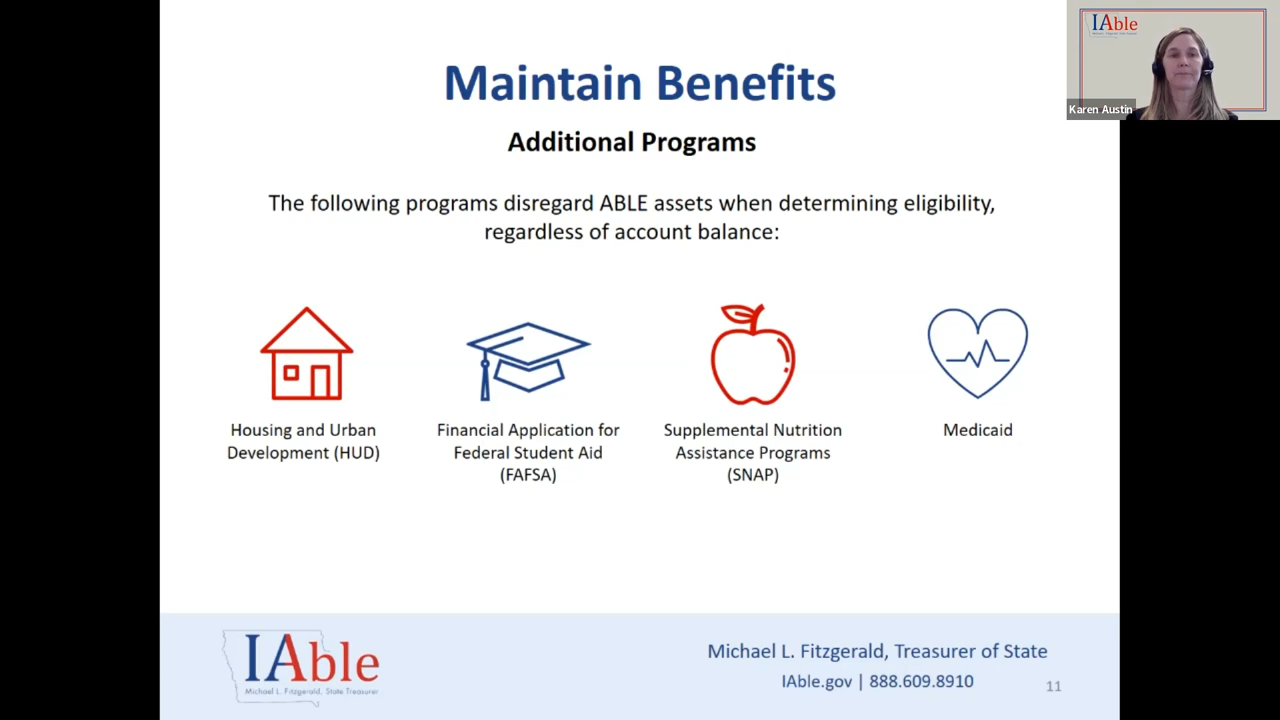 Maintain Benefits
Additional Programs
The following programs disregard ABLE assets when determining eligibility,
regardless of account balance:
Housing and Urban
Development (HUD)
Financial Application for
Federal Student Aid
(FAFSA)
Supplemental Nutrition
Assistance Programs
(SNAP)
Medicaid
IAble
Michael L. Fitzgerald, State Treasurer
Michael L. Fitzgerald, Treasurer of State
IAble.gov | 888.609.8910
11
IAble
Karen Austin